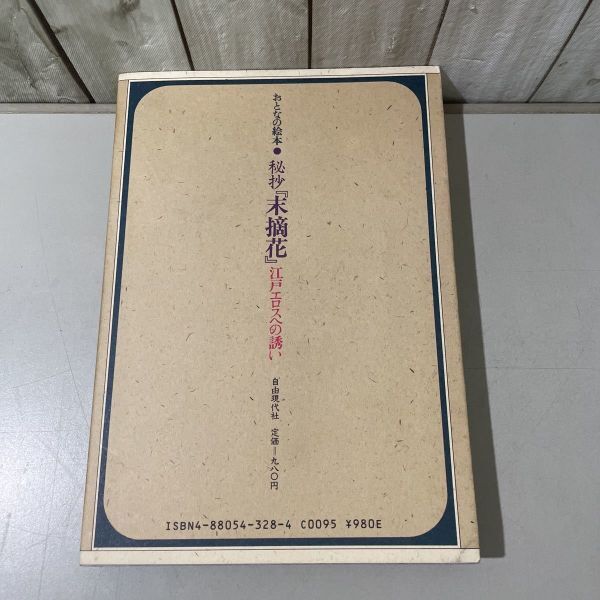 おとなの絵本●秘抄『末摘花』江戸エロスへの誘い
自由現代社 定価=九八〇円
ISBN4-88054-328-4 C0095 ¥980E